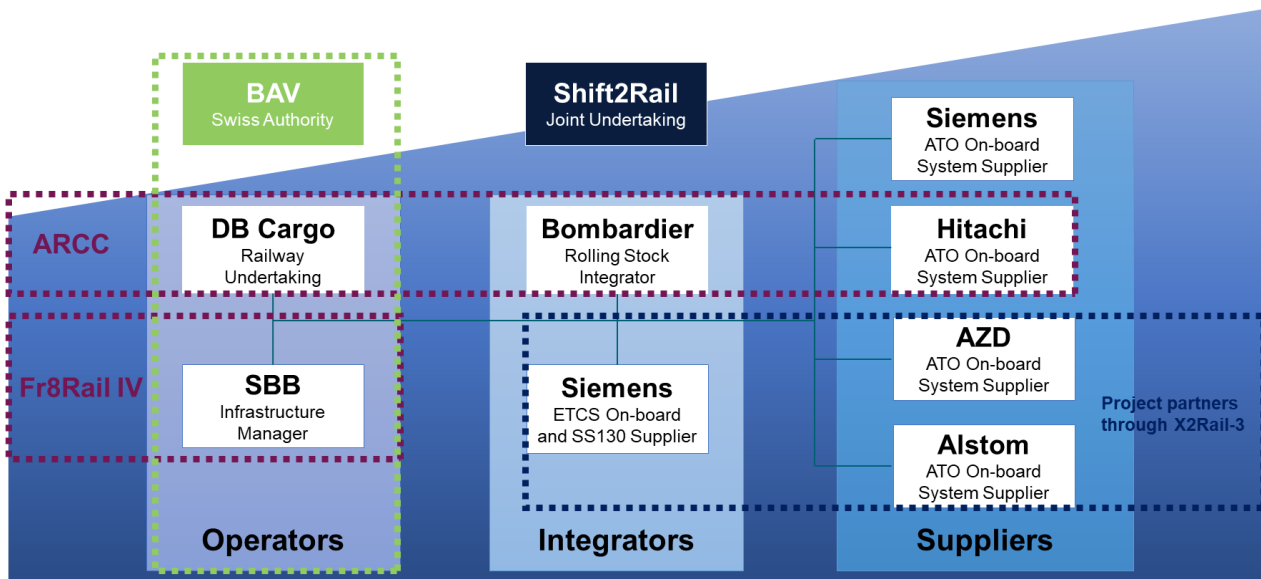 BAV
Swiss Authority
Shift2Rail
Joint Undertaking
Siemens
ATO On-board
System Supplier
ARCC
DB Cargo
Railway
Undertaking
Bombardier
Rolling Stock
Integrator
Hitachi
ATO On-board
System Supplier
Fr8Rail IV
SBB
Infrastructure
Manager
Siemens
ETCS On-board
and SS130 Supplier
AZD
ATO On-board
System Supplier
Project partners
through X2Rail-3
Alstom
ATO On-board
System Supplier
Operators
Integrators
Suppliers